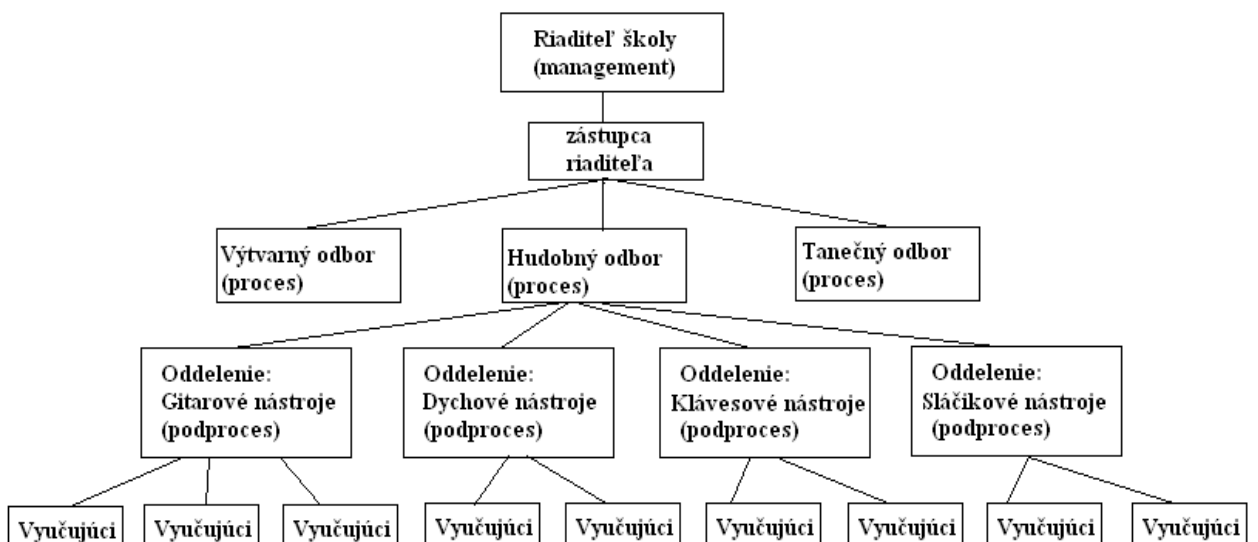 Riaditeľ školy
(management)
zástupca
riaditeľa
Výtvarný odbor
(proces)
Hudobný odbor
(proces)
Tanečný odbor
(proces)
Oddelenie:
Gitarové nástroje
(podproces)
Oddelenie:
Dychové nástroje
(podproces)
Oddelenie:
Klávesové nástroje
(podproces)
Oddelenie:
Sláčikové nástroje
(podproces)
Vyučujúci
Vyučujúci
Vyučujúci
Vyučujúci
Vyučujúci
Vyučujúci
Vyučujúci
Vyučujúci
Vyučujúci